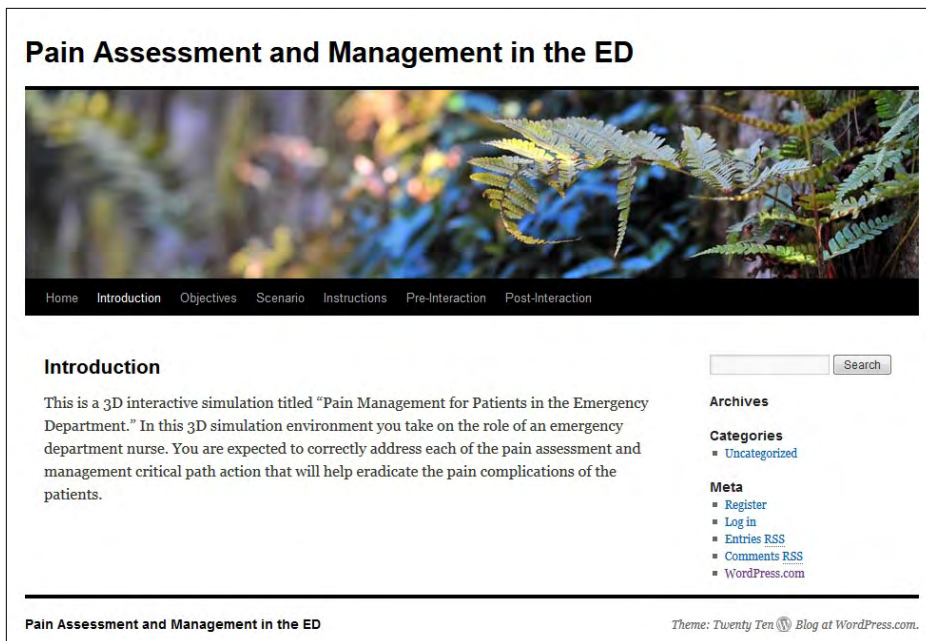 Pain Assessment and Management in the ED
Home Introduction Objectives Scenario Instructions Pre-Interaction Post-Interaction
Introduction
This is a 3D interactive simulation titled “Pain Management for Patients in the Emergency
Department.” In this 3D simulation environment you take on the role of an emergency
department nurse. You are expected to correctly address each of the pain assessment and
management critical path action that will help eradicate the pain complications of the
patients.
Search
Archives
Categories
Uncategorized
Meta
Register
Log in
Entries RSS
Comments RSS
WordPress.com
Pain Assessment and Management in the ED
Theme: Twenty Ten Blog at WordPress.com.